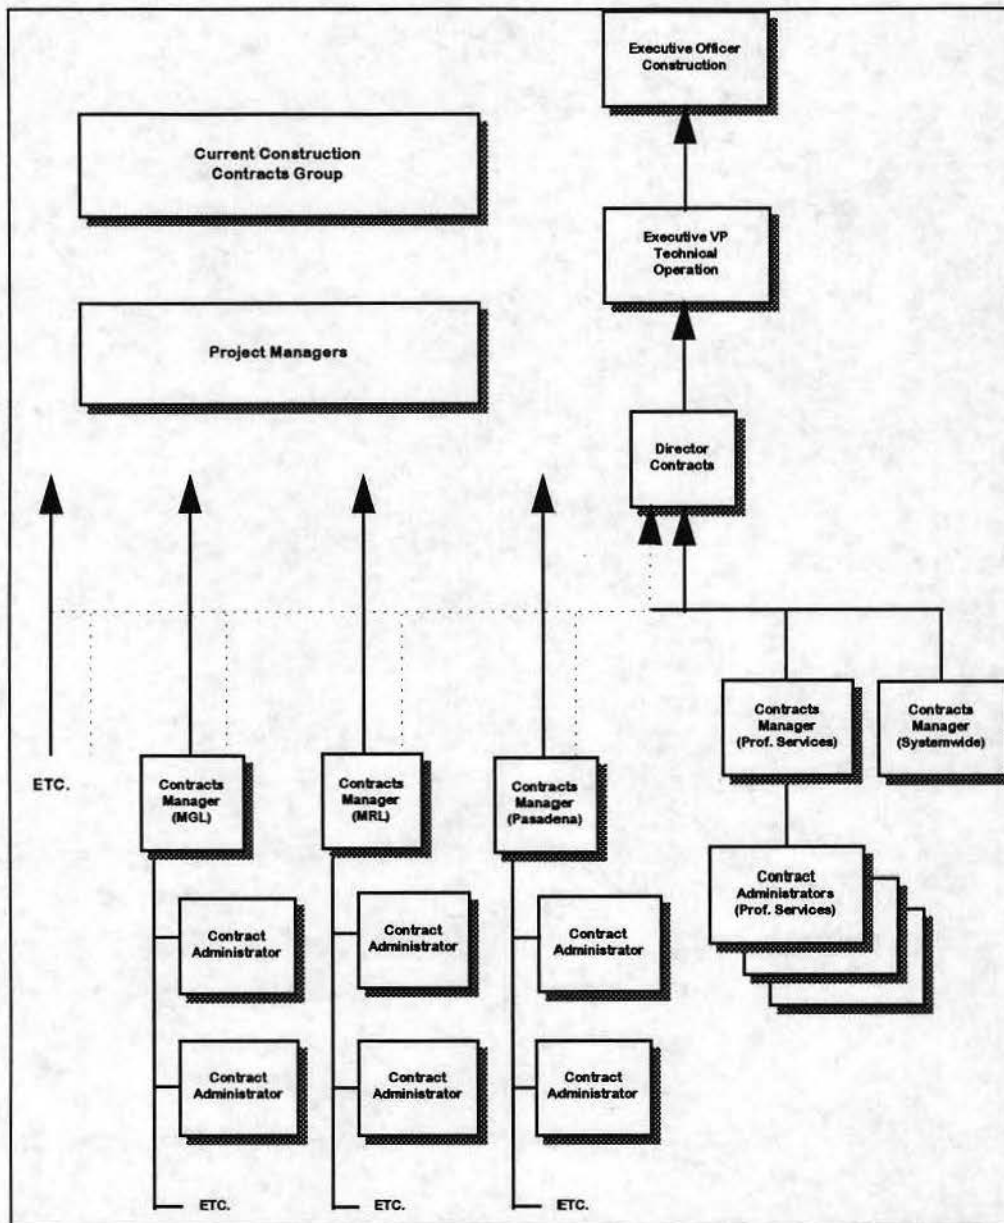 Executive Officer
Construction
Current Construction
Contracts Group
Executive VP
Technical
Operation
Project Managers
Director
Contracts
Contracts
Manager
(Prof. Services)
Contracts
Manager
(Systemwide)
ETC.
Contracts
Manager
(MGL)
Contracts
Manager
(MRL)
Contracts
Manager
(Pasadena)
Contract
Administrators
(Prof. Services)
Contract
Administrator
Contract
Administrator
Contract
Administrator
Contract
Administrator
Contract
Administrator
Contract
Administrator
ETC.
ETC.
ETC.